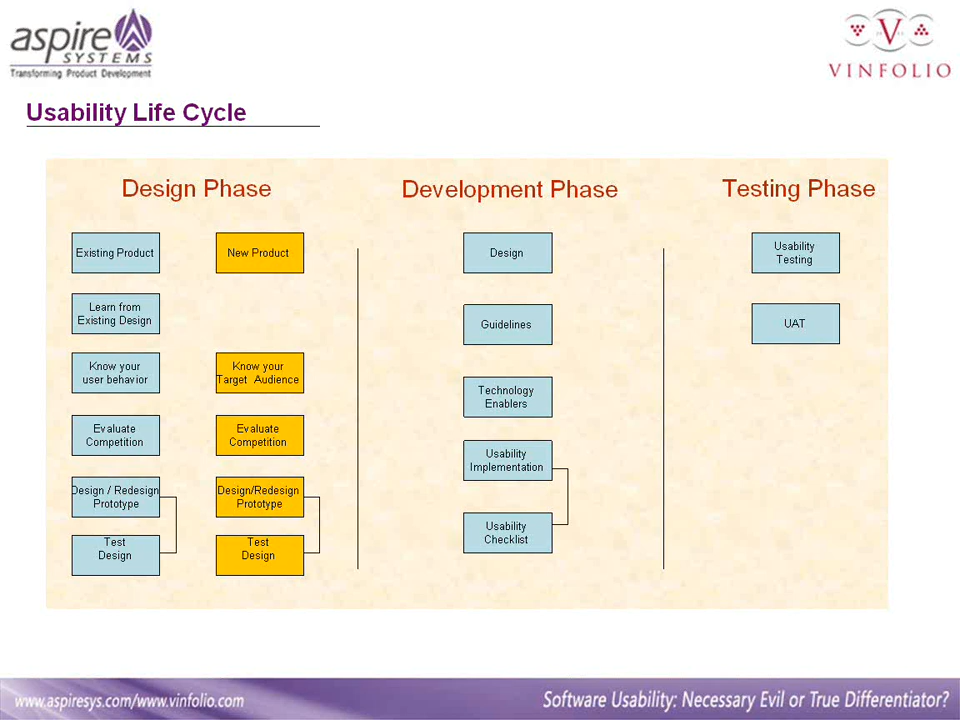 aspire
SYSTEMS
Transforming Product Development
V
VINFOLIO
Usability Life Cycle
Design Phase
Development Phase
Testing Phase
Existing Product
New Product
Learn from
Existing Design
Know your
user behavior
Know your
Target Audience
Evaluate
Competition
Evaluate
Competition
Design / Redesign
Prototype
Design/Redesign
Prototype
Test
Design
Test
Design
Design
Guidelines
Technology
Enablers
Usability
Implementation
Usability
Checklist
Usability
Testing
UAT
www.aspiresys.com/www.vinfolio.com
Software Usability: Necessary Evil or True Differentiator?